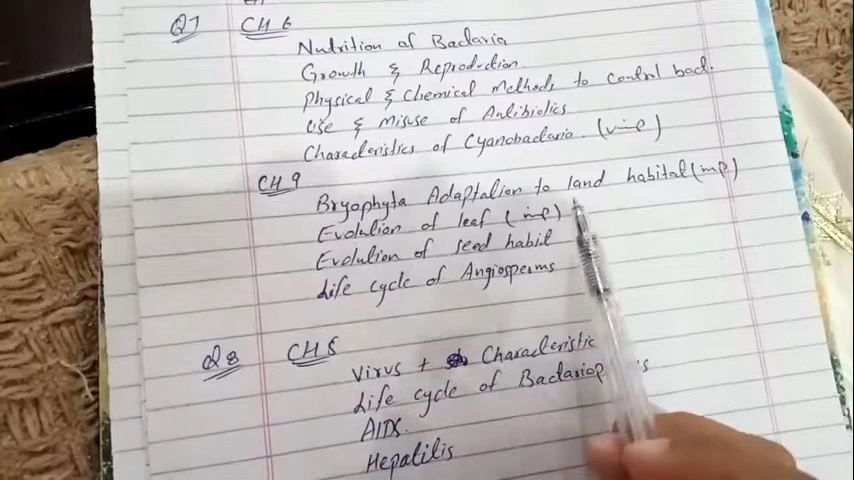 Q7 CH 6
Nutrition of Bacteria
Growth & Reproduction
Physical & Chemical Methods to control bact.
Use & Misuse of Antibiotics
Characteristics of Cyanobacteria. (v imp)
CH 9
Bryophyta Adaptation to land habitat (imp)
Evolution of leaf (imp)
Evolution of seed habit
Life cycle of Angiosperms
Q8 CH 5
Virus + Characteristic
Life cycle of
AIDS.
Hepatitis